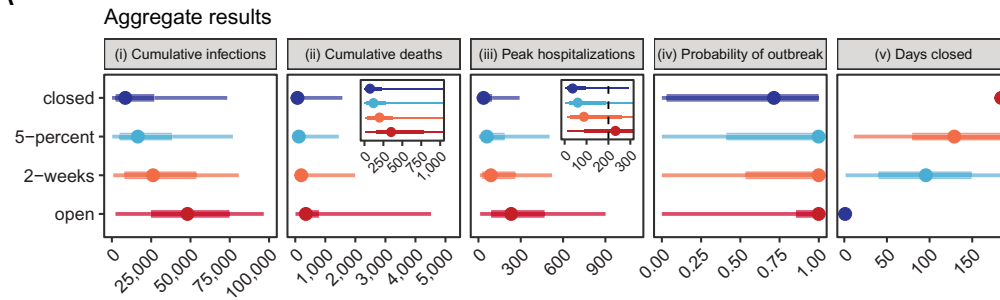 Aggregate results
(i) Cumulative infections
(ii) Cumulative deaths
(iii) Peak hospitalizations
(iv) Probability of outbreak
(v) Days closed
closed
5−percent
2−weeks
open
0 25,000 50,000 75,000 100,000
0 1,000 2,000 3,000 4,000 5,000
0 250 500 750 1,000
0 300 600 900
0 100 200 300
0.00 0.25 0.50 0.75 1.00
0 50 100 150